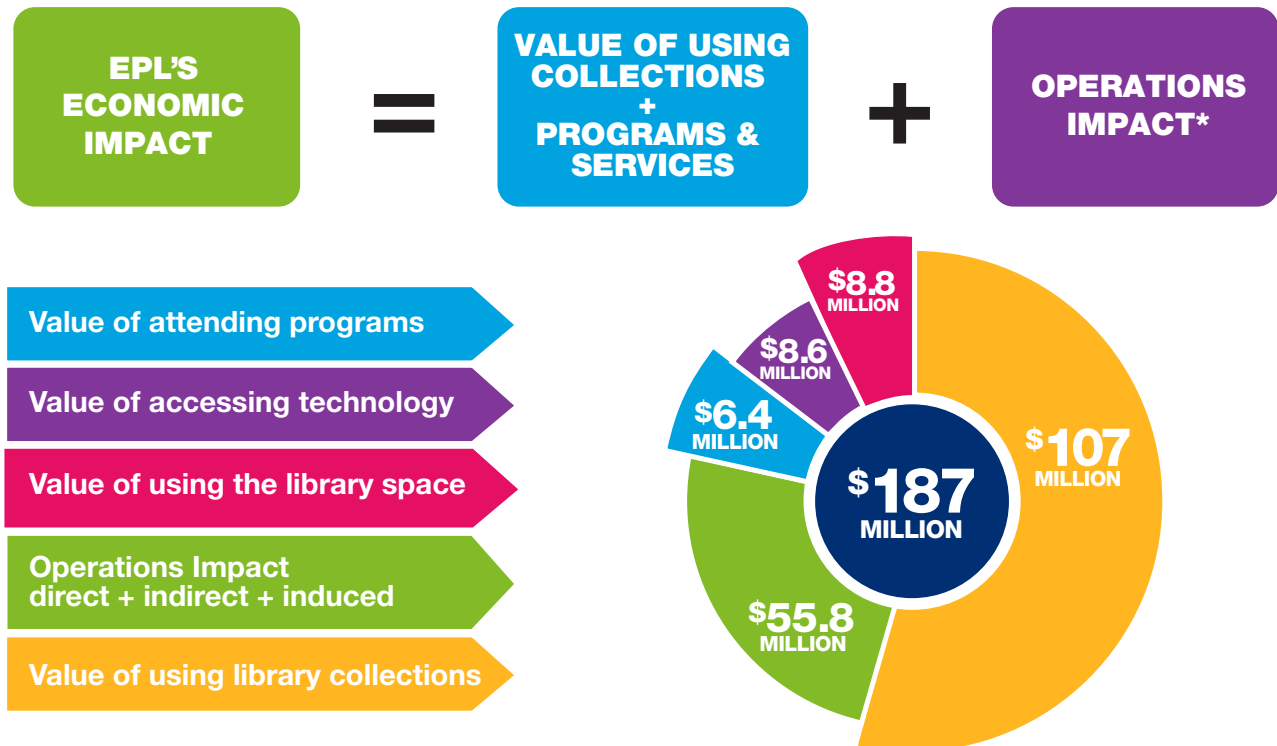 EPL'S
ECONOMIC
IMPACT
=
VALUE OF USING
COLLECTIONS
+
PROGRAMS &
SERVICES
+
OPERATIONS
IMPACT*
Value of attending programs
Value of accessing technology
Value of using the library space
Operations Impact
direct + indirect + induced
Value of using library collections
$8.8
MILLION
$8.6
MILLION
$6.4
MILLION
$107
MILLION
$187
MILLION
$55.8
MILLION